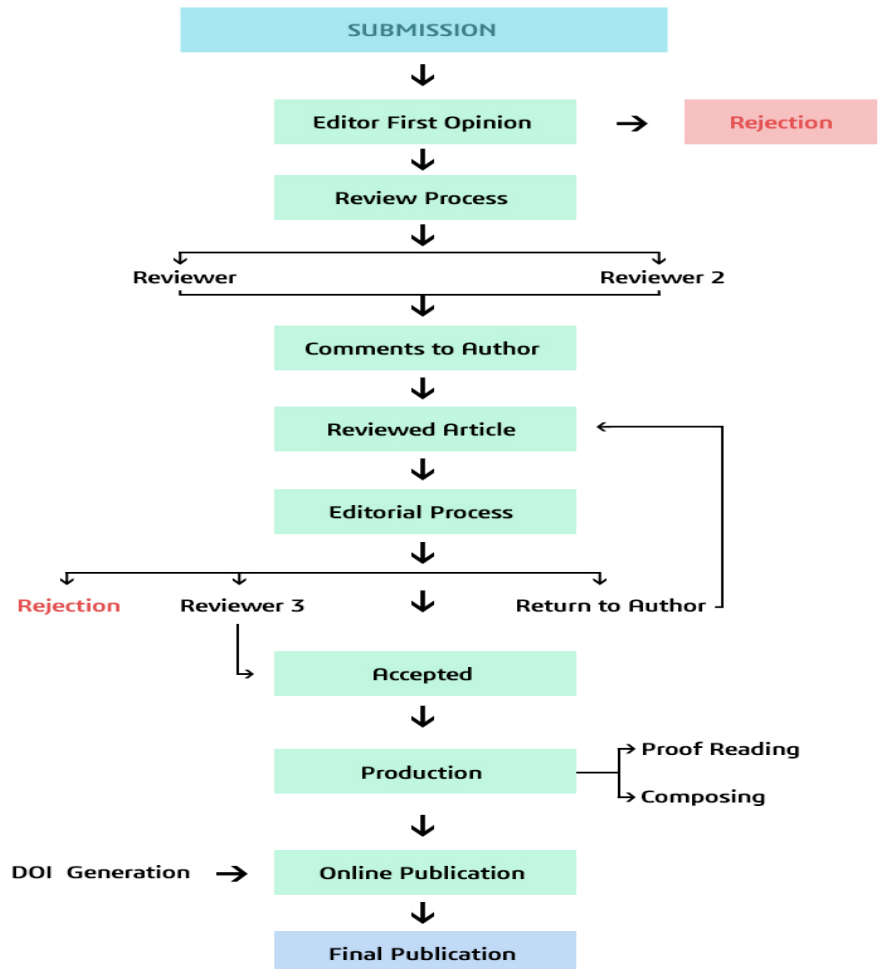 SUBMISSION
Editor First Opinion
Rejection
Review Process
Reviewer
Reviewer 2
Comments to Author
Reviewed Article
Editorial Process
Rejection
Reviewer 3
Return to Author
Accepted
Production
Proof Reading
Composing
DOI Generation
Online Publication
Final Publication